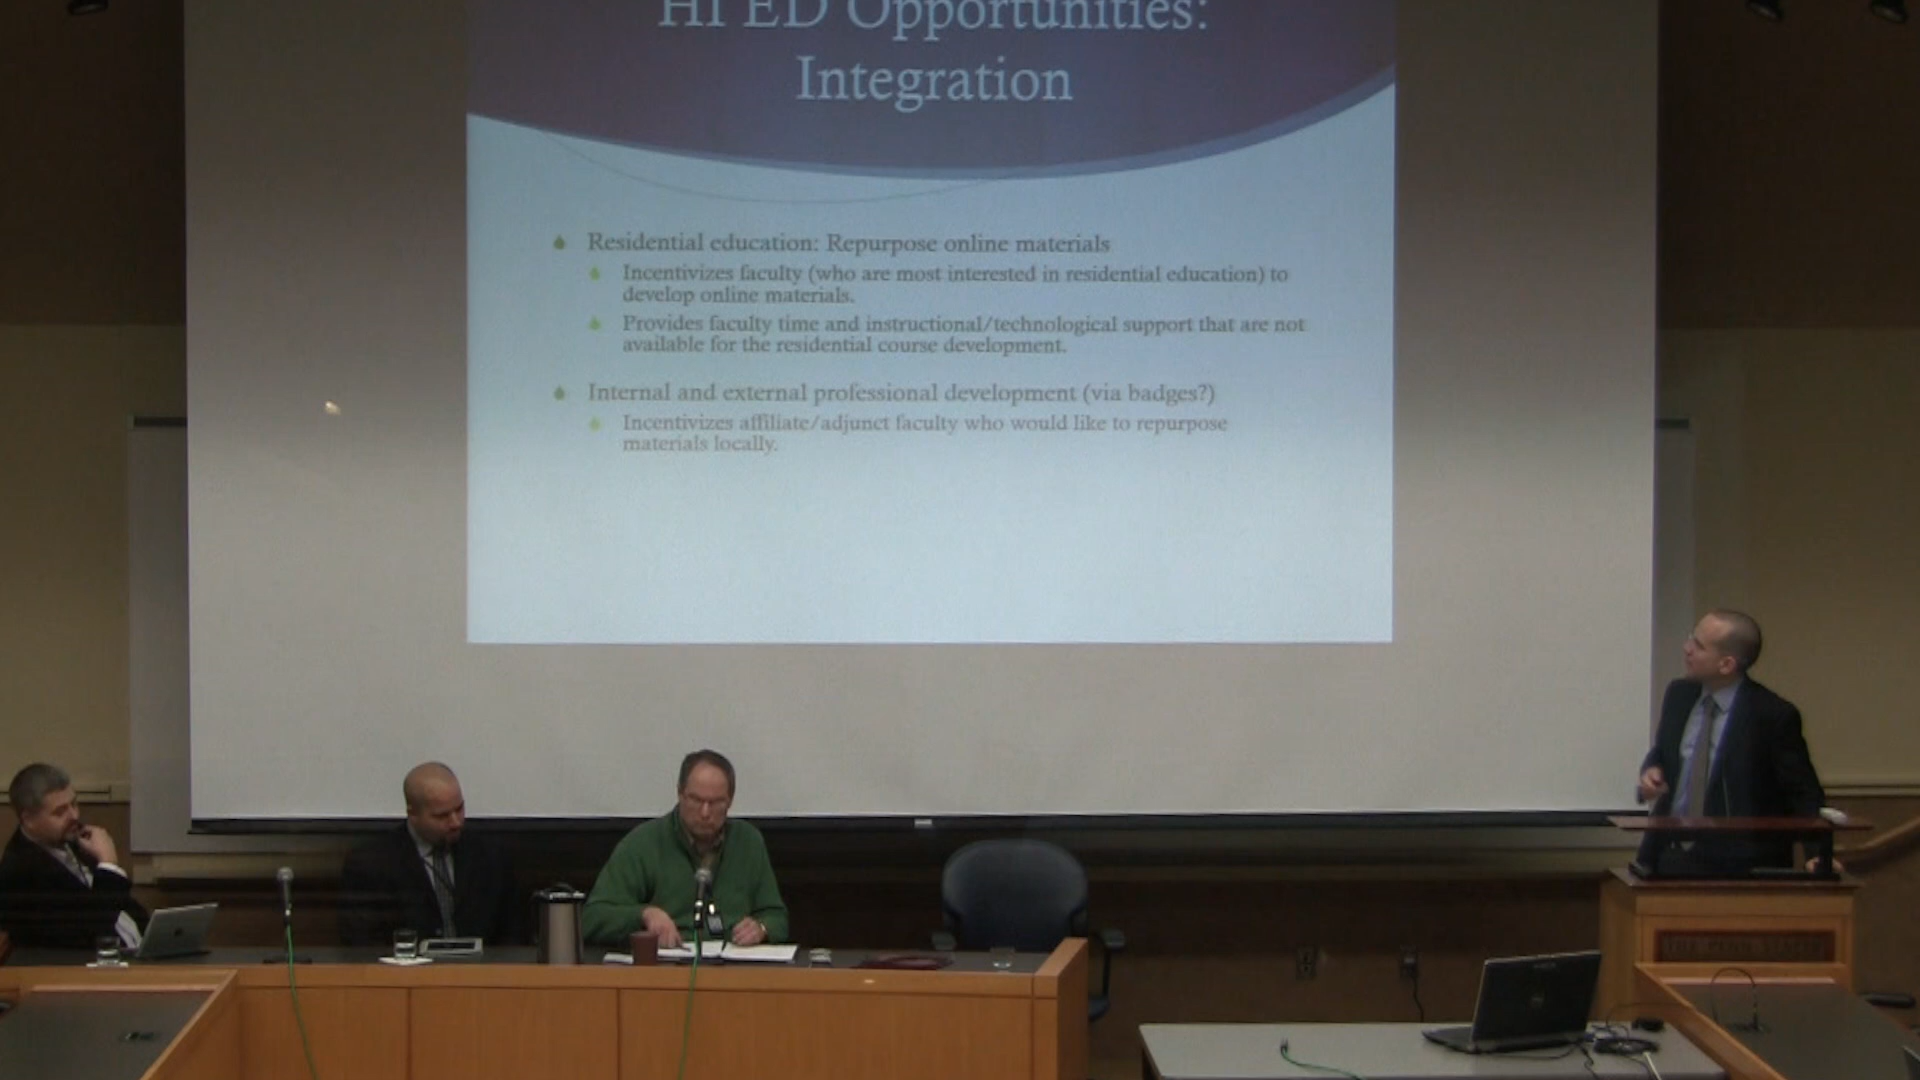 HI ED Opportunities:
Integration
Residential education: Repurpose online materials
Incentivizes faculty (who are most interested in residential education) to
develop online materials.
Provides faculty time and instructional/technological support that are not
available for the residential course development.
Internal and external professional development (via badges?)
Incentivizes affiliate/adjunct faculty who would like to repurpose
materials locally.